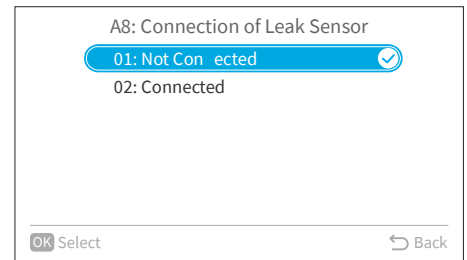 A8: Connection of Leak Sensor
01: Not Con ected
02: Connected
OK Select
Back